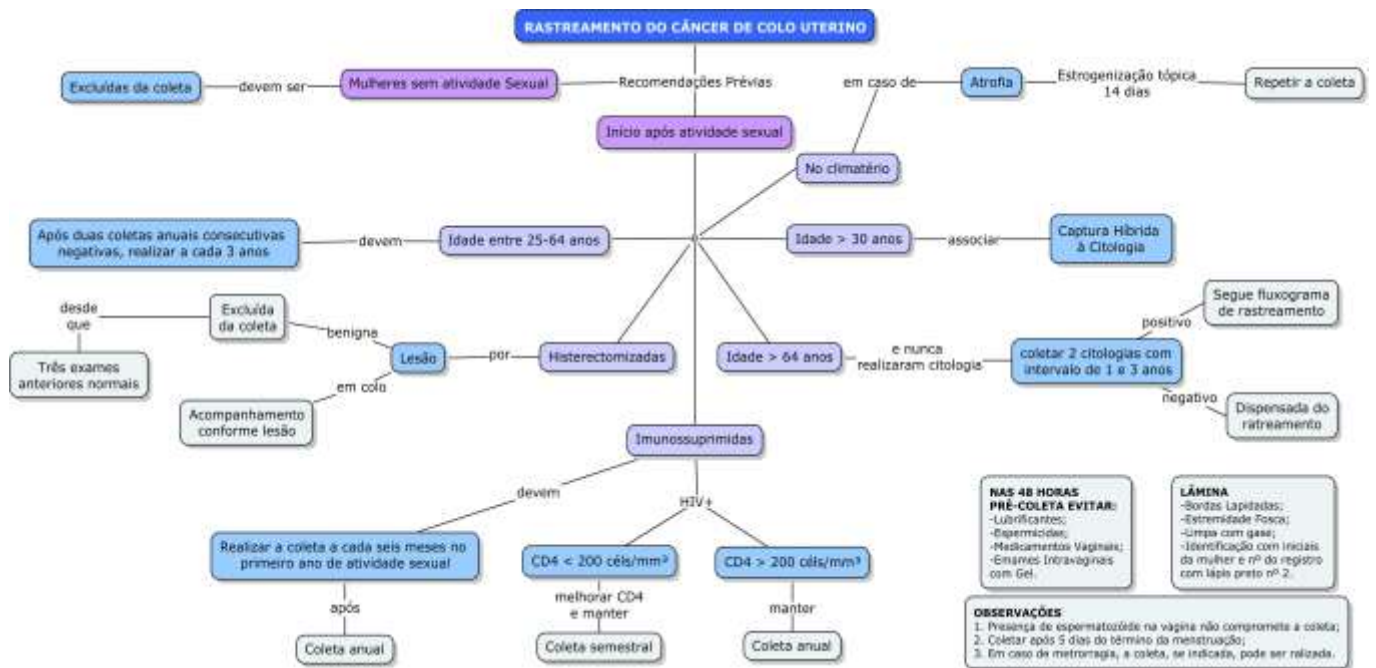 RASTREAMENTO DO CÂNCER DE COLO UTERINO
Excluídas da coleta
devem ser
Mulheres sem atividade Sexual
Recomendações Prévias
em caso de
Atrofia
Estrogenização tópica
14 dias
Repetir a coleta
Início após atividade sexual
No climatério
Após duas coletas anuais consecutivas
negativas, realizar a cada 3 anos
devem
Idade entre 25-64 anos
Idade > 30 anos
associar
Captura Híbrida
à Citologia
desde
que
Excluída
da coleta
benigna
Três exames
anteriores normais
Lesão
por
Histerectomizadas
em colo
Acompanhamento
conforme lesão
Idade > 64 anos
e nunca
realizaram citologia
coletar 2 citologias com
intervalo de 1 e 3 anos
positivo
Segue fluxograma
de rastreamento
negativo
Dispensada do
ratreamento
Imunossuprimidas
devem
HIV+
Realizar a coleta a cada seis meses no
primeiro ano de atividade sexual
CD4 < 200 céls/mm³
CD4 > 200 céls/mm³
após
melhorar CD4
e manter
manter
Coleta anual
Coleta semestral
Coleta anual
NAS 48 HORAS
PRÉ-COLETA EVITAR:
-Lubrificantes;
-Espermicidas;
-Medicamentos Vaginais;
-Emames Intravaginais
com Gel.
LÂMINA
-Bordas Lapidadas;
-Estremidade Fosca;
-Limpa com gase;
-Identificação com iniciais
da mulher e nº do registro
com lápis preto nº 2.
OBSERVAÇÕES
1. Presença de espermatozóide na vagina não compromete a coleta;
2. Coletar após 5 dias do término da menstruação;
3. Em caso de metrorragia, a coleta, se indicada, pode ser ralizada.